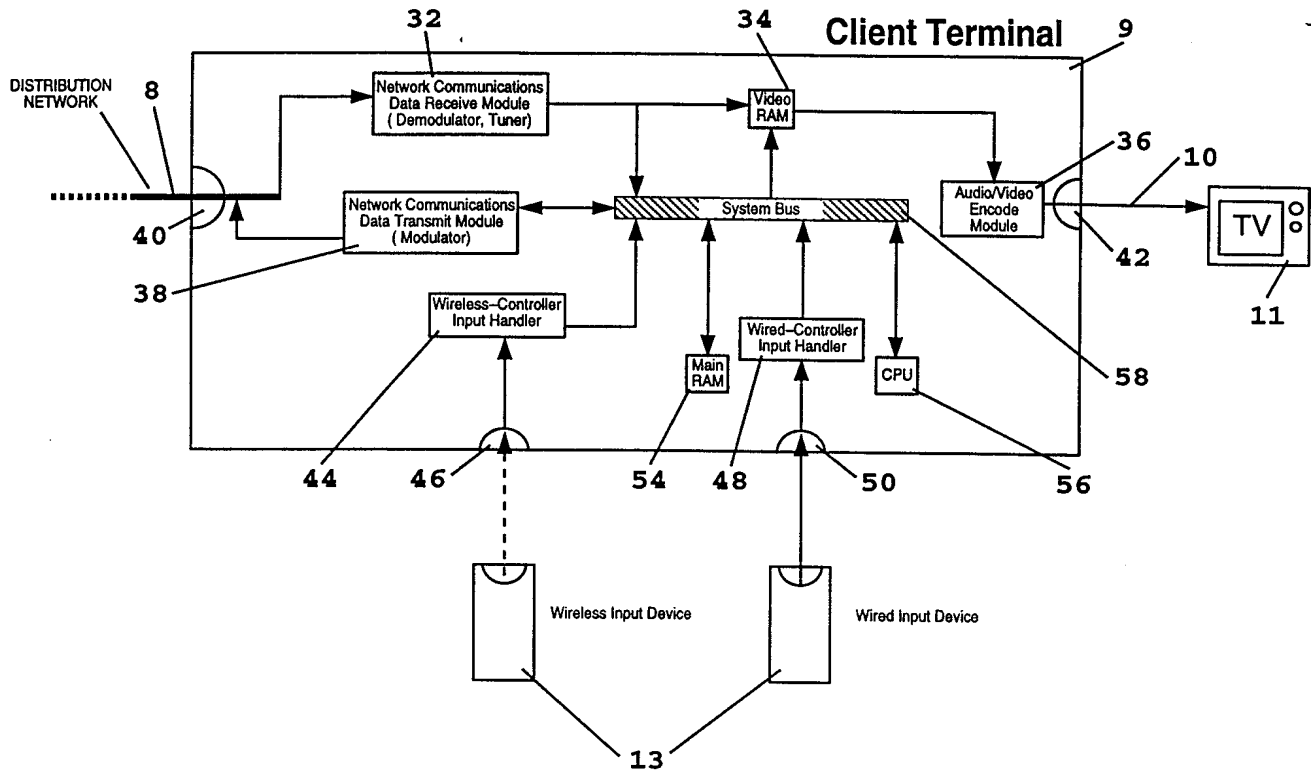 32
34
Client Terminal
9
DISTRIBUTION
NETWORK
8
Network Communications
Data Receive Module
( Demodulator, Tuner)
Video
RAM
36
10
40
Network Communications
Data Transmit Module
( Modulator)
System Bus
Audio/Video
Encode
Module
42
TV
11
38
Wireless–Controller
Input Handler
Wired–Controller
Input Handler
Main
RAM
CPU
58
44
46
54
48
50
56
Wireless Input Device
Wired Input Device
13